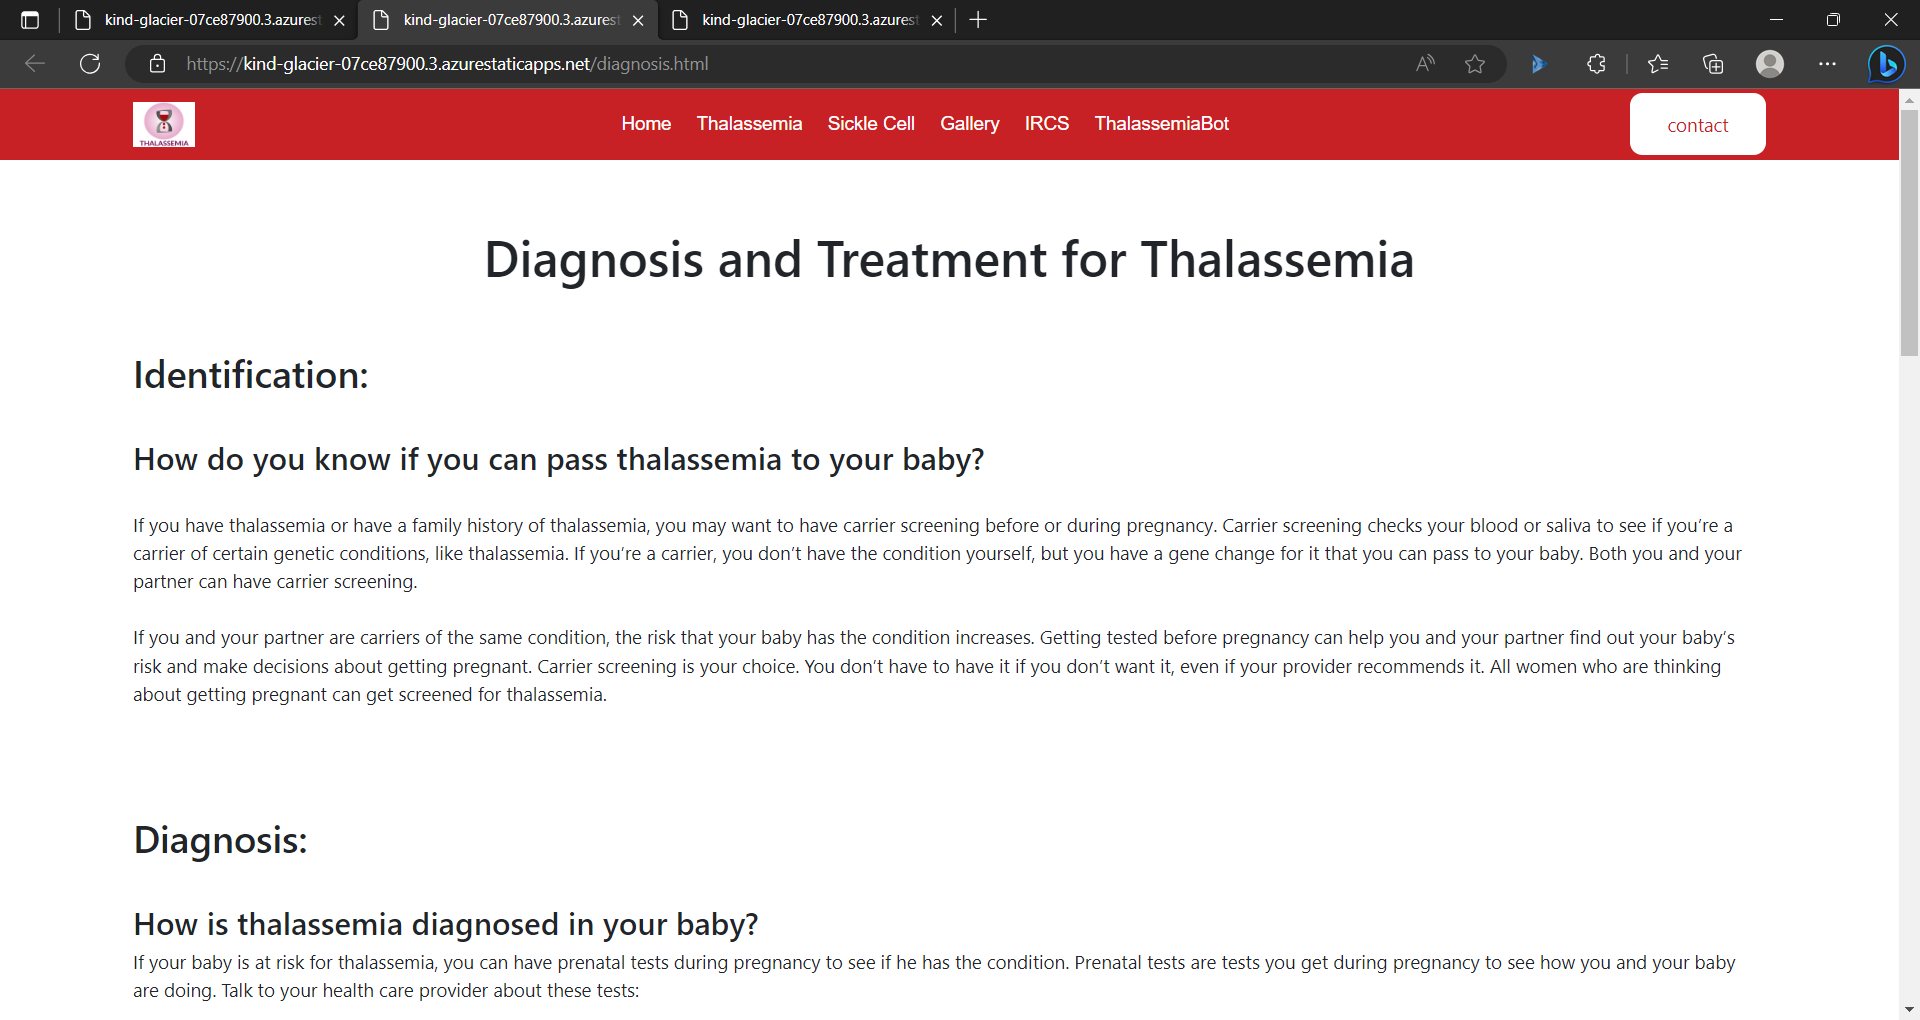 kind-glacier-07ce87900.3.azurest
kind-glacier-07ce87900.3.azurest
kind-glacier-07ce87900.3.azurest
https://kind-glacier-07ce87900.3.azurestaticapps.net/diagnosis.html
THALASSEMIA
Home Thalassemia Sickle Cell Gallery IRCS ThalassemiaBot
contact
Diagnosis and Treatment for Thalassemia
Identification:
How do you know if you can pass thalassemia to your baby?
If you have thalassemia or have a family history of thalassemia, you may want to have carrier screening before or during pregnancy. Carrier screening checks your blood or saliva to see if you’re a
carrier of certain genetic conditions, like thalassemia. If you’re a carrier, you don’t have the condition yourself, but you have a gene change for it that you can pass to your baby. Both you and your
partner can have carrier screening.
If you and your partner are carriers of the same condition, the risk that your baby has the condition increases. Getting tested before pregnancy can help you and your partner find out your baby’s
risk and make decisions about getting pregnant. Carrier screening is your choice. You don’t have to have it if you don’t want it, even if your provider recommends it. All women who are thinking
about getting pregnant can get screened for thalassemia.
Diagnosis:
How is thalassemia diagnosed in your baby?
If your baby is at risk for thalassemia, you can have prenatal tests during pregnancy to see if he has the condition. Prenatal tests are tests you get during pregnancy to see how you and your baby
are doing. Talk to your health care provider about these tests: